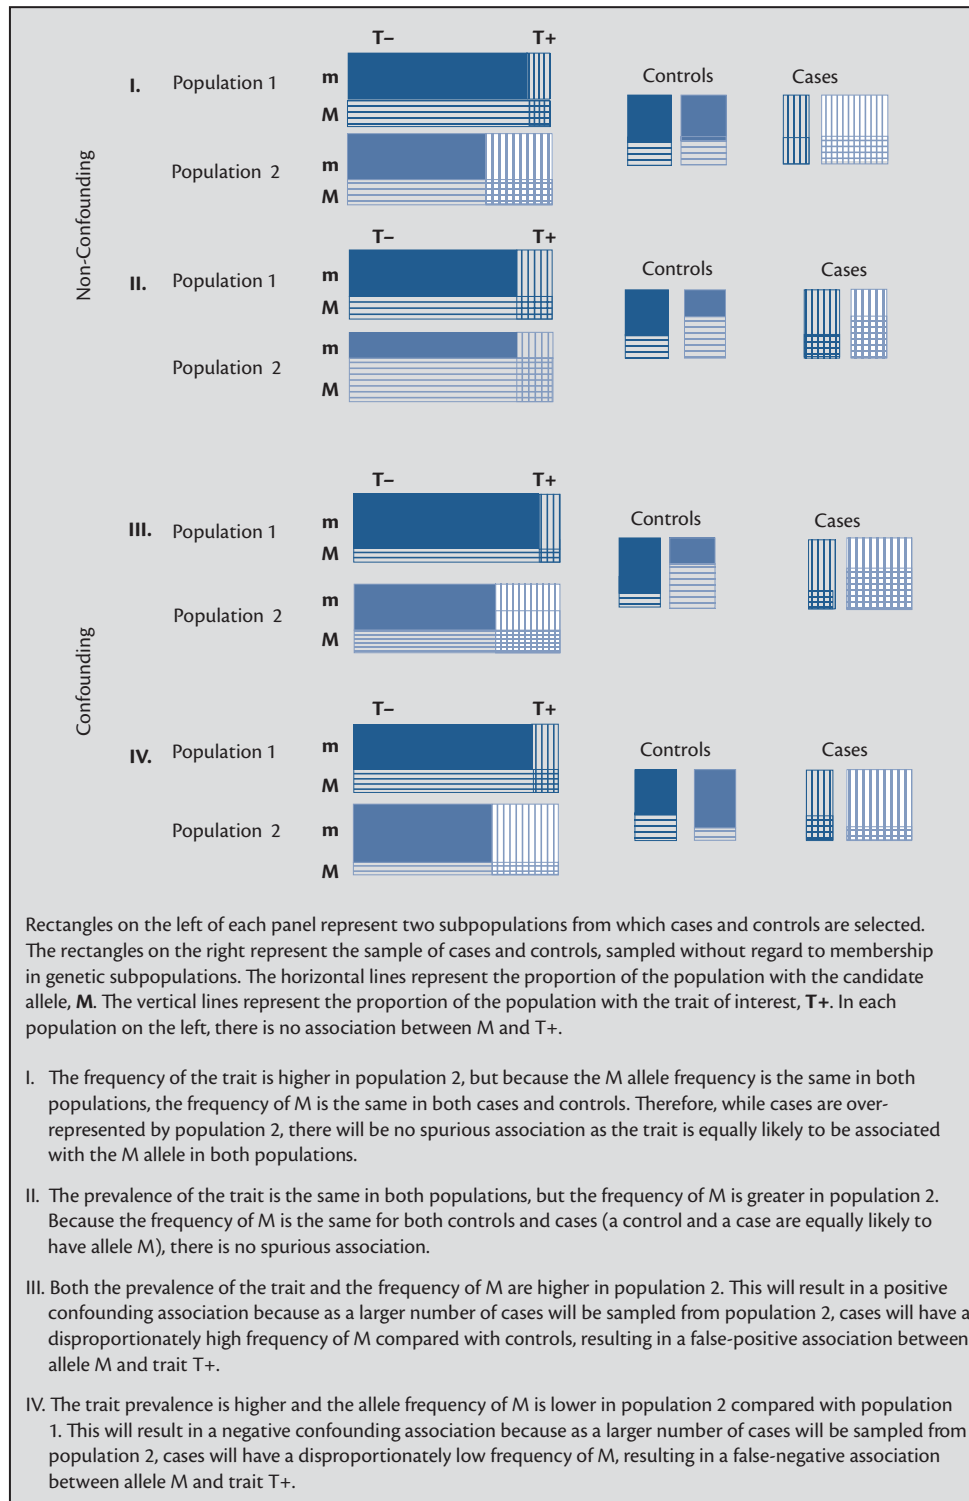 T–
T+
Controls
Cases
I.
Population 1
m
M
Population 2
m
M
Non-Confounding
T–
T+
Controls
Cases
II.
Population 1
m
M
Population 2
m
M
T–
T+
Controls
Cases
III.
Population 1
m
M
Population 2
m
M
Confounding
T–
T+
Controls
Cases
IV.
Population 1
m
M
Population 2
m
M
Rectangles on the left of each panel represent two subpopulations from which cases and controls are selected.
The rectangles on the right represent the sample of cases and controls, sampled without regard to membership
in genetic subpopulations. The horizontal lines represent the proportion of the population with the candidate
allele, M. The vertical lines represent the proportion of the population with the trait of interest, T+. In each
population on the left, there is no association between M and T+.
I. The frequency of the trait is higher in population 2, but because the M allele frequency is the same in both
populations, the frequency of M is the same in both cases and controls. Therefore, while cases are over-
represented by population 2, there will be no spurious association as the trait is equally likely to be associated
with the M allele in both populations.
II. The prevalence of the trait is the same in both populations, but the frequency of M is greater in population 2.
Because the frequency of M is the same for both controls and cases (a control and a case are equally likely to
have allele M), there is no spurious association.
III. Both the prevalence of the trait and the frequency of M are higher in population 2. This will result in a positive
confounding association because as a larger number of cases will be sampled from population 2, cases will have a
disproportionately high frequency of M compared with controls, resulting in a false-positive association between
allele M and trait T+.
IV. The trait prevalence is higher and the allele frequency of M is lower in population 2 compared with population
1. This will result in a negative confounding association because as a larger number of cases will be sampled from
population 2, cases will have a disproportionately low frequency of M, resulting in a false-negative association
between allele M and trait T+.